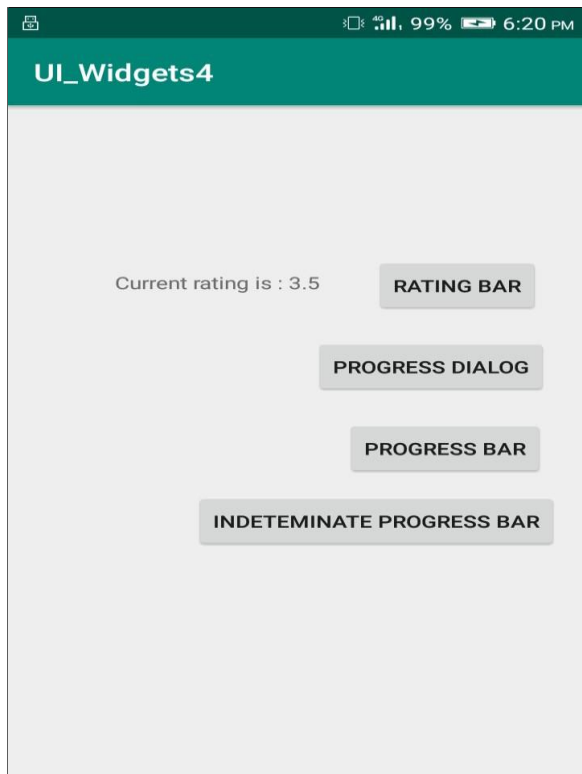 4G 99% 6:20 PM
UI_Widgets4
Current rating is : 3.5 RATING BAR
PROGRESS DIALOG
PROGRESS BAR
INDETEMINATE PROGRESS BAR